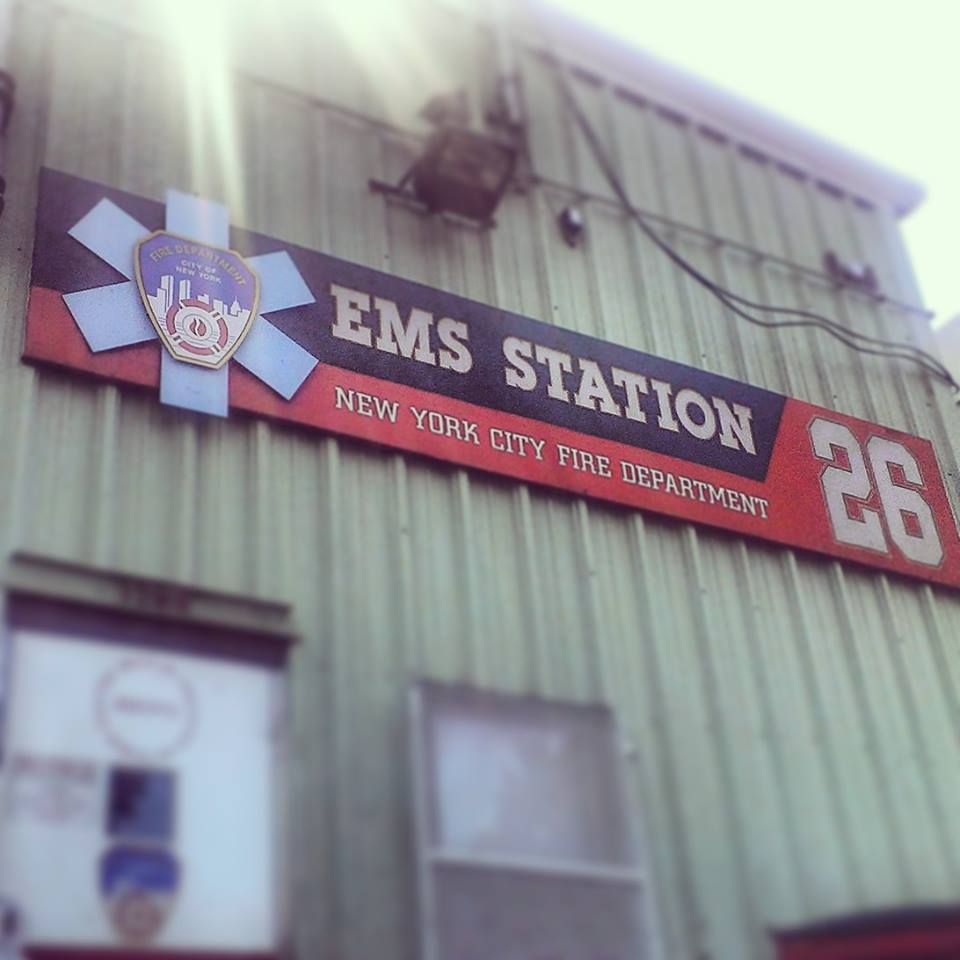 FIRE DEPARTMENT
CITY OF
NEW YORK
EMS STATION
NEW YORK CITY FIRE DEPARTMENT
26